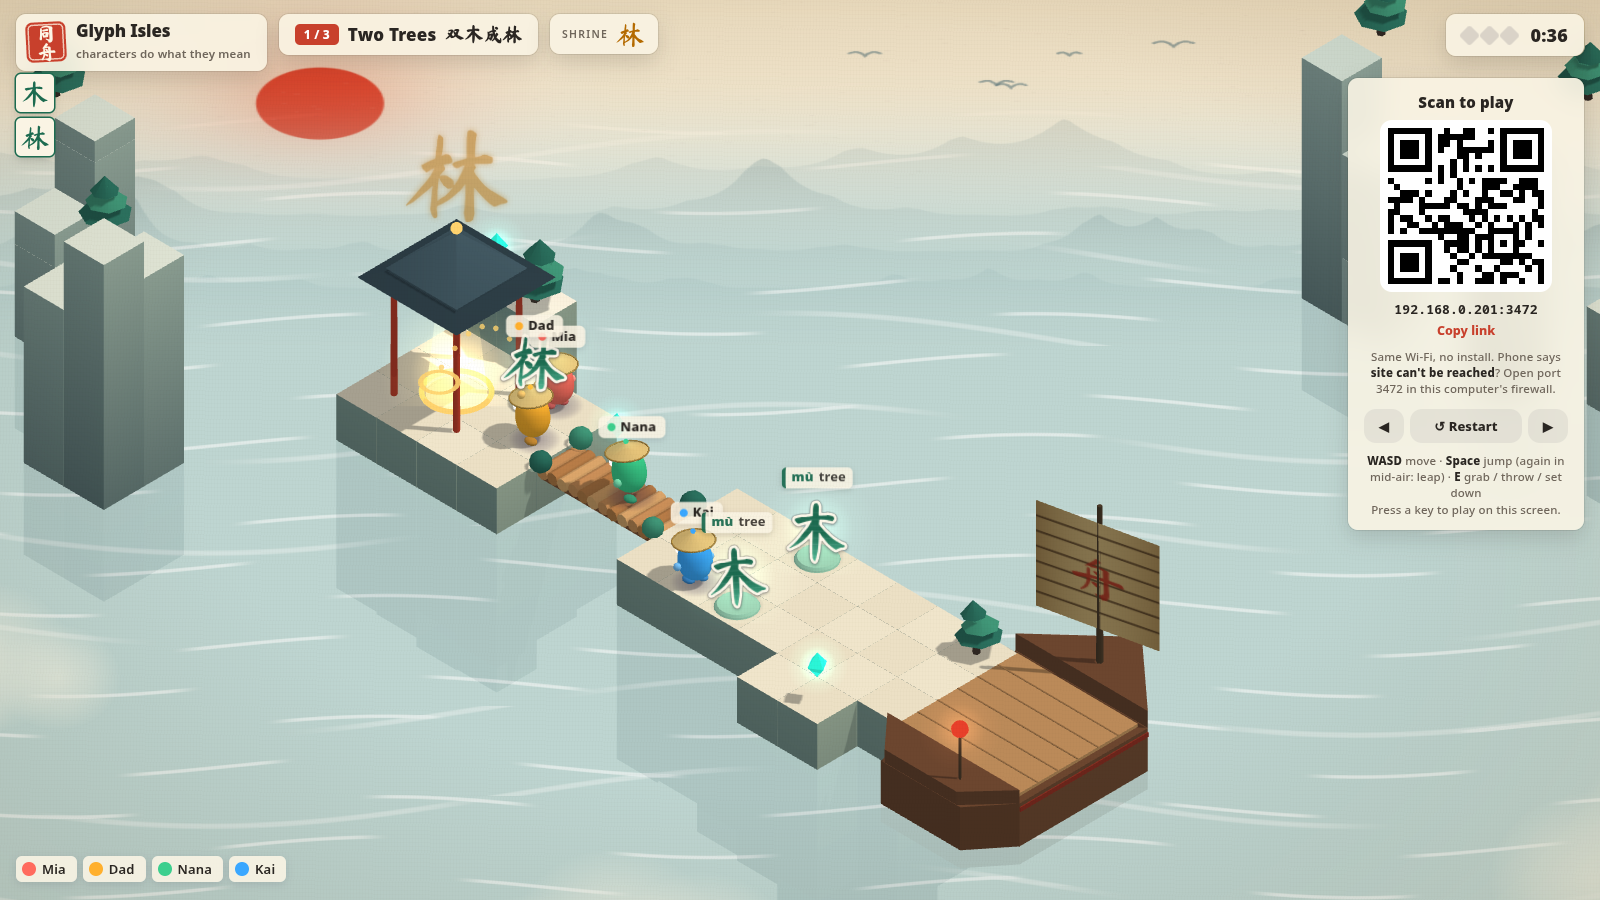 同舟
Glyph Isles
characters do what they mean
1 / 3 Two Trees 双木成林
SHRINE 林
0:36
木
林
林
Scan to play
192.168.0.201:3472
Copy link
Same Wi-Fi, no install. Phone says
site can't be reached? Open port
3472 in this computer's firewall.
◀ ↺ Restart ▶
WASD move · Space jump (again in
mid-air: leap) · E grab / throw / set
down
Press a key to play on this screen.
Dad
Mia
林
Nana
mù tree
木
Kai
mù tree
木
舟
Mia
Dad
Nana
Kai